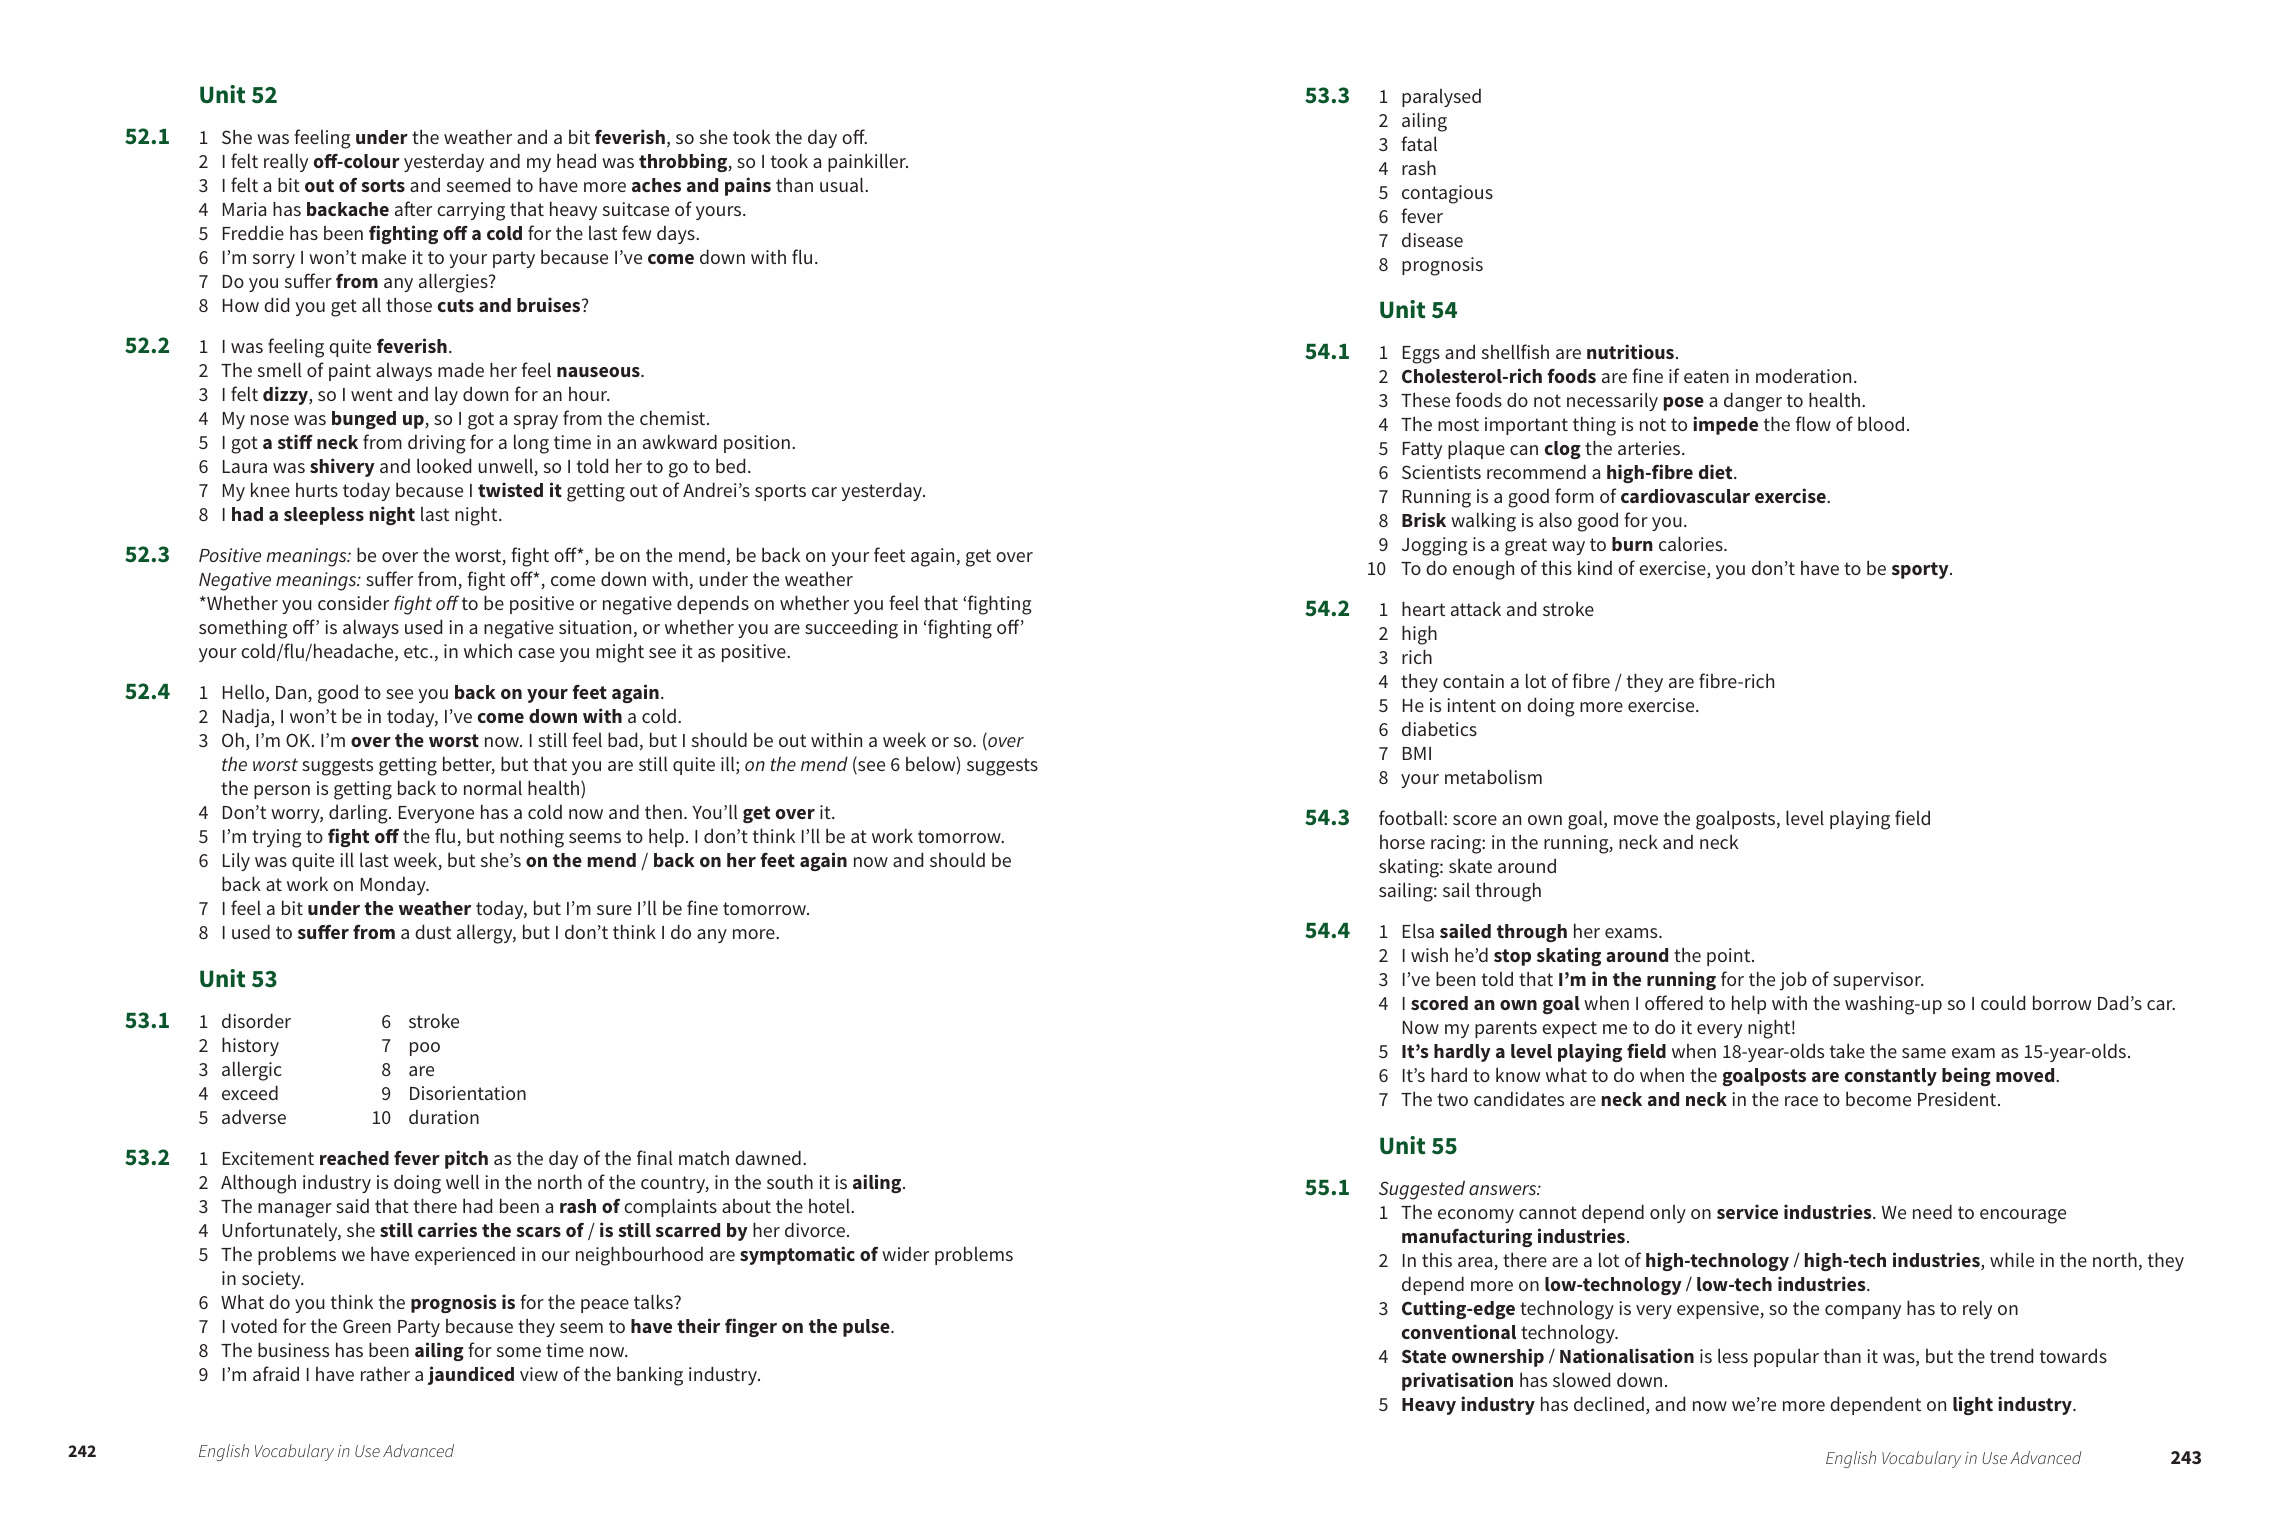 Unit 52
52.1 1 She was feeling under the weather and a bit feverish, so she took the day off.
2 I felt really off-colour yesterday and my head was throbbing, so I took a painkiller.
3 I felt a bit out of sorts and seemed to have more aches and pains than usual.
4 Maria has backache after carrying that heavy suitcase of yours.
5 Freddie has been fighting off a cold for the last few days.
6 I’m sorry I won’t make it to your party because I’ve come down with flu.
7 Do you suffer from any allergies?
8 How did you get all those cuts and bruises?
52.2 1 I was feeling quite feverish.
2 The smell of paint always made her feel nauseous.
3 I felt dizzy, so I went and lay down for an hour.
4 My nose was bunged up, so I got a spray from the chemist.
5 I got a stiff neck from driving for a long time in an awkward position.
6 Laura was shivery and looked unwell, so I told her to go to bed.
7 My knee hurts today because I twisted it getting out of Andrei’s sports car yesterday.
8 I had a sleepless night last night.
52.3 Positive meanings: be over the worst, fight off*, be on the mend, be back on your feet again, get over
Negative meanings: suffer from, fight off*, come down with, under the weather
*Whether you consider fight off to be positive or negative depends on whether you feel that ‘fighting
something off’ is always used in a negative situation, or whether you are succeeding in ‘fighting off’
your cold/flu/headache, etc., in which case you might see it as positive.
52.4 1 Hello, Dan, good to see you back on your feet again.
2 Nadja, I won’t be in today, I’ve come down with a cold.
3 Oh, I’m OK. I’m over the worst now. I still feel bad, but I should be out within a week or so. (over
the worst suggests getting better, but that you are still quite ill; on the mend (see 6 below) suggests
the person is getting back to normal health)
4 Don’t worry, darling. Everyone has a cold now and then. You’ll get over it.
5 I’m trying to fight off the flu, but nothing seems to help. I don’t think I’ll be at work tomorrow.
6 Lily was quite ill last week, but she’s on the mend / back on her feet again now and should be
back at work on Monday.
7 I feel a bit under the weather today, but I’m sure I’ll be fine tomorrow.
8 I used to suffer from a dust allergy, but I don’t think I do any more.
Unit 53
53.1 1 disorder 6 stroke
2 history 7 poo
3 allergic 8 are
4 exceed 9 Disorientation
5 adverse 10 duration
53.2 1 Excitement reached fever pitch as the day of the final match dawned.
2 Although industry is doing well in the north of the country, in the south it is ailing.
3 The manager said that there had been a rash of complaints about the hotel.
4 Unfortunately, she still carries the scars of / is still scarred by her divorce.
5 The problems we have experienced in our neighbourhood are symptomatic of wider problems
in society.
6 What do you think the prognosis is for the peace talks?
7 I voted for the Green Party because they seem to have their finger on the pulse.
8 The business has been ailing for some time now.
9 I’m afraid I have rather a jaundiced view of the banking industry.
242 English Vocabulary in Use Advanced
53.3 1 paralysed
2 ailing
3 fatal
4 rash
5 contagious
6 fever
7 disease
8 prognosis
Unit 54
54.1 1 Eggs and shellfish are nutritious.
2 Cholesterol-rich foods are fine if eaten in moderation.
3 These foods do not necessarily pose a danger to health.
4 The most important thing is not to impede the flow of blood.
5 Fatty plaque can clog the arteries.
6 Scientists recommend a high-fibre diet.
7 Running is a good form of cardiovascular exercise.
8 Brisk walking is also good for you.
9 Jogging is a great way to burn calories.
10 To do enough of this kind of exercise, you don’t have to be sporty.
54.2 1 heart attack and stroke
2 high
3 rich
4 they contain a lot of fibre / they are fibre-rich
5 He is intent on doing more exercise.
6 diabetics
7 BMI
8 your metabolism
54.3 football: score an own goal, move the goalposts, level playing field
horse racing: in the running, neck and neck
skating: skate around
sailing: sail through
54.4 1 Elsa sailed through her exams.
2 I wish he’d stop skating around the point.
3 I’ve been told that I’m in the running for the job of supervisor.
4 I scored an own goal when I offered to help with the washing-up so I could borrow Dad’s car.
Now my parents expect me to do it every night!
5 It’s hardly a level playing field when 18-year-olds take the same exam as 15-year-olds.
6 It’s hard to know what to do when the goalposts are constantly being moved.
7 The two candidates are neck and neck in the race to become President.
Unit 55
55.1 Suggested answers:
1 The economy cannot depend only on service industries. We need to encourage
manufacturing industries.
2 In this area, there are a lot of high-technology / high-tech industries, while in the north, they
depend more on low-technology / low-tech industries.
3 Cutting-edge technology is very expensive, so the company has to rely on
conventional technology.
4 State ownership / Nationalisation is less popular than it was, but the trend towards
privatisation has slowed down.
5 Heavy industry has declined, and now we’re more dependent on light industry.
English Vocabulary in Use Advanced 243